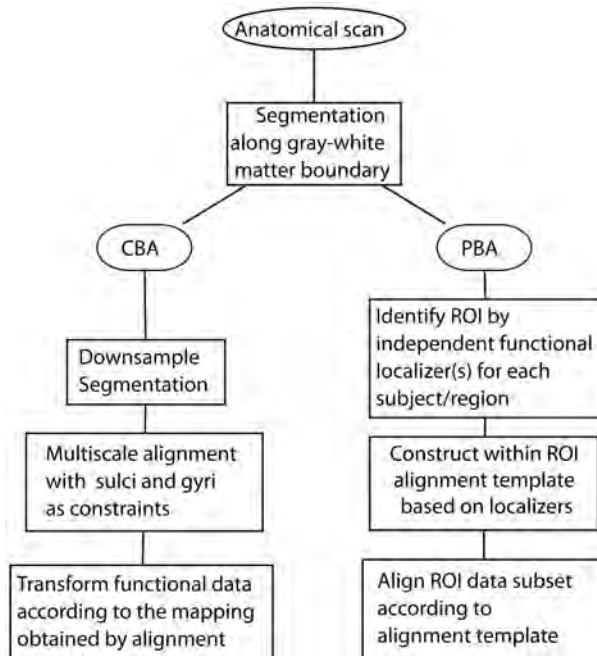 Anatomical scan
Segmentation
along gray-white
matter boundary
CBA
Downsample
Segmentation
Multiscale alignment
with sulci and gyri
as constraints
Transform functional data
according to the mapping
obtained by alignment
PBA
Identify ROI by
independent functional
localizer(s) for each
subject/region
Construct within ROI
alignment template
based on localizers
Align ROI data subset
according to
alignment template